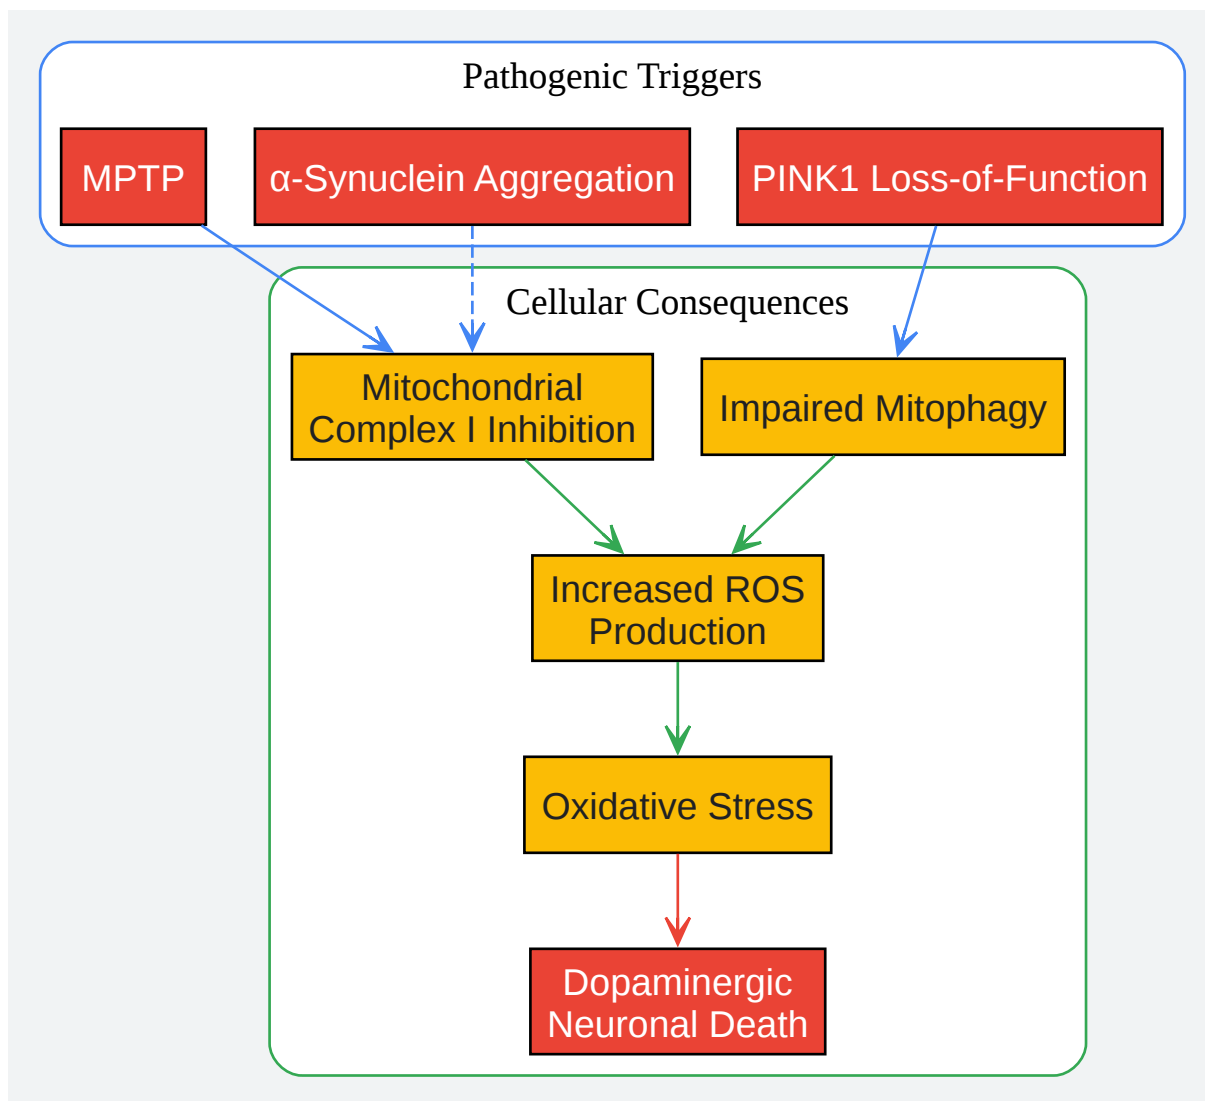 Pathogenic Triggers
MPTP
α-Synuclein Aggregation
PINK1 Loss-of-Function
Cellular Consequences
Mitochondrial
Complex I Inhibition
Impaired Mitophagy
Increased ROS
Production
Oxidative Stress
Dopaminergic
Neuronal Death